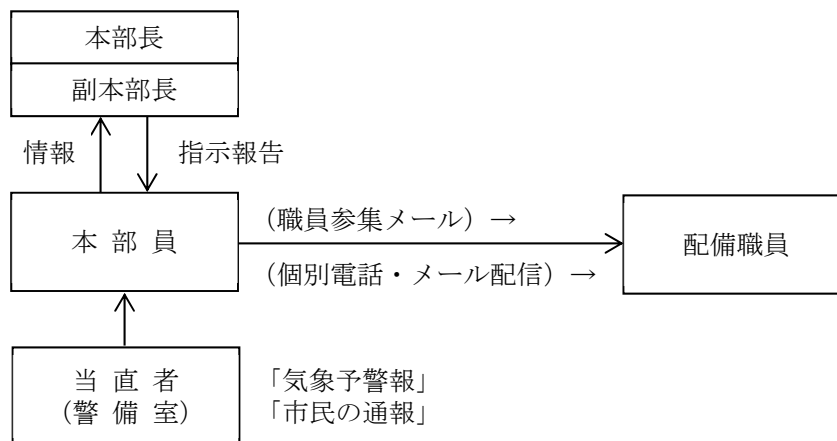 本部長
副本部長
情報
指示報告
本 部 員
（職員参集メール）→
（個別電話・メール配信）→
配備職員
当 直 者
（警 備 室）
「気象予警報」
「市民の通報」